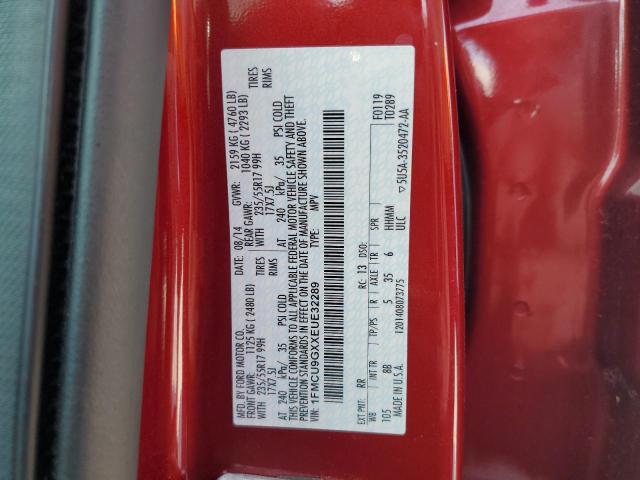 MFD. BY FORD MOTOR CO.
DATE: 08/14 GVWR: 2159 KG ( 4760 LB)
FRONT GAWR: 1125 KG ( 2480 LB) REAR GAWR: 1040 KG ( 2293 LB)
WITH 235/55R17 99H TIRES WITH 235/55R17 99H TIRES
17X7.5J RIMS 17X7.5J RIMS
AT 240 kPa/ 35 PSI COLD AT 240 kPa/ 35 PSI COLD
THIS VEHICLE CONFORMS TO ALL APPLICABLE FEDERAL MOTOR VEHICLE SAFETY AND THEFT
PREVENTION STANDARDS IN EFFECT ON THE DATE OF MANUFACTURE SHOWN ABOVE.
VIN: 1FMCU9GXXEUE32289 TYPE: MPV
F0119
T0289
EXT PNT: RR RC: 13 DSO:
WB INT TR TP/PS R AXLE TR SPR
105 8B 5 35 6 HHMM
MADE IN U.S.A. ULC
1201408073775
▽ 5U5A-3520472-AA